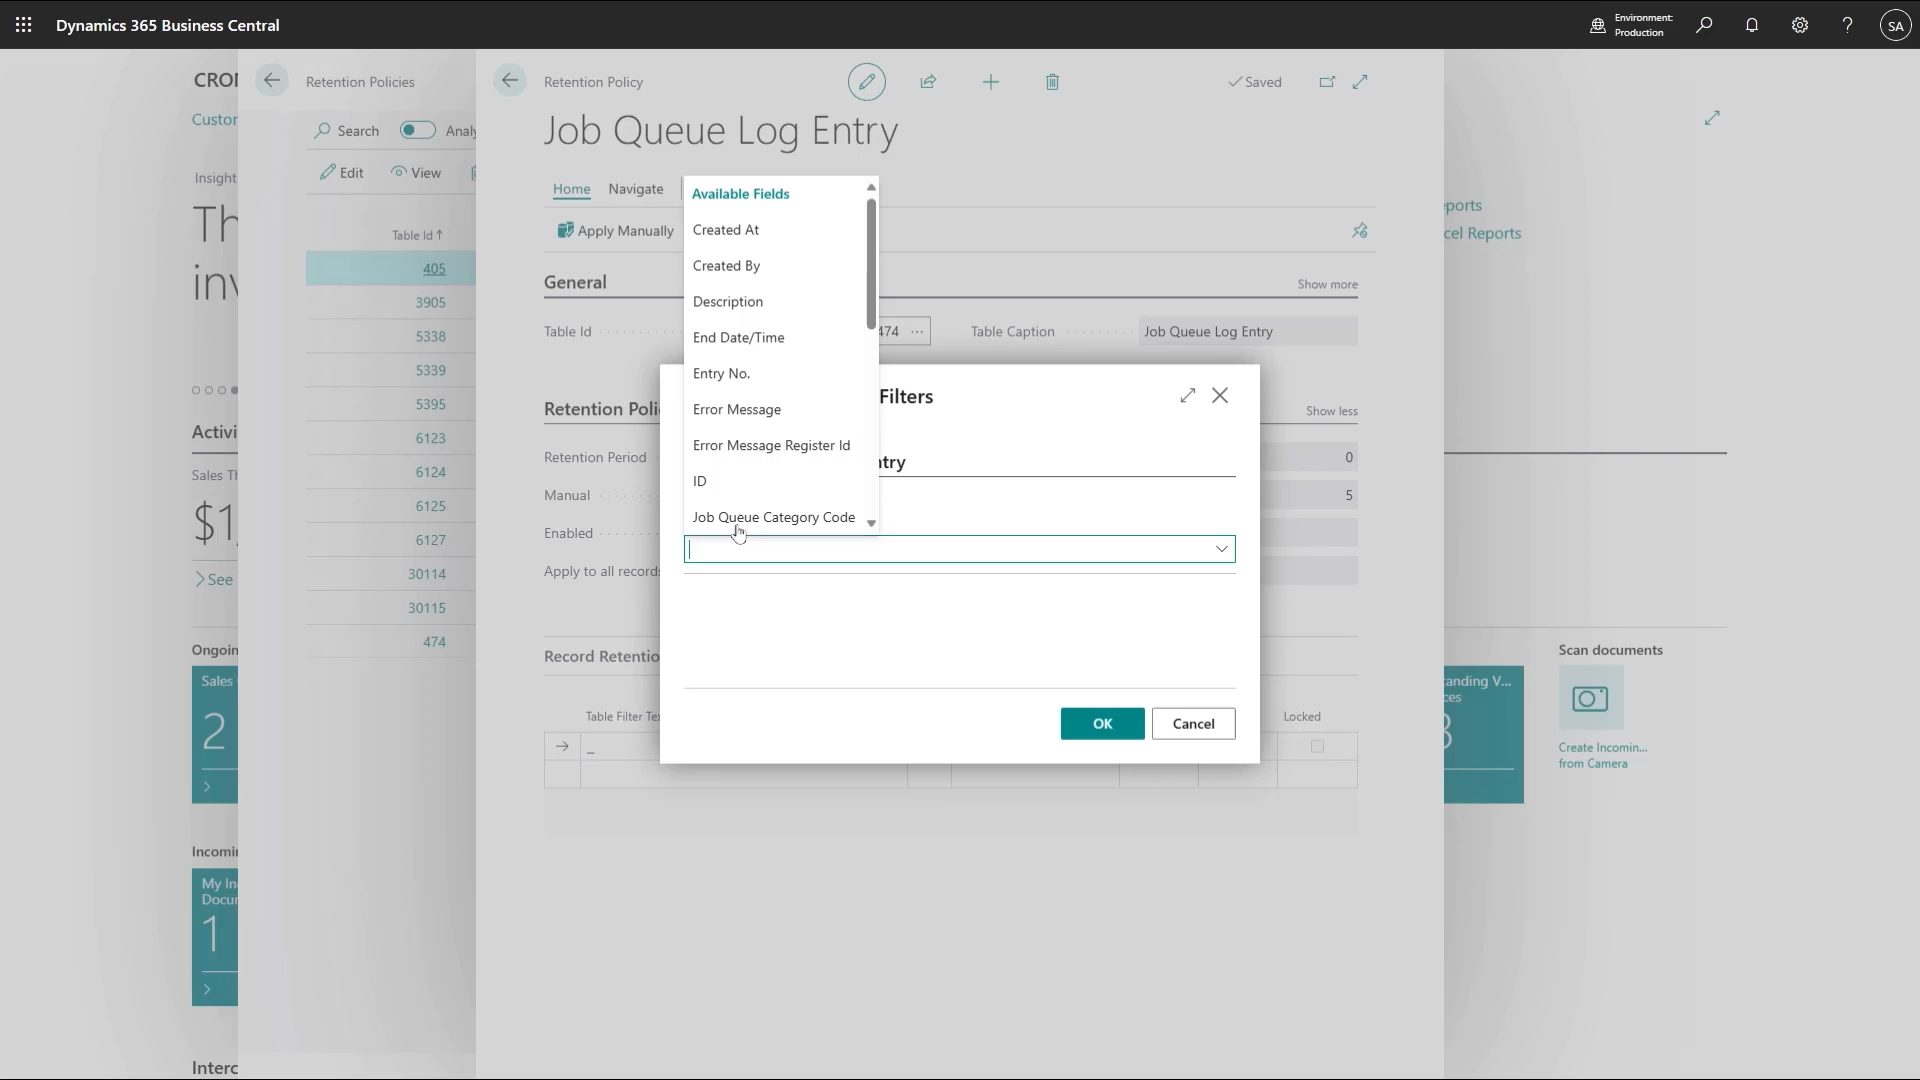 Dynamics 365 Business Central
Environment:
Production
SA
CRO
Custor
Insight
Th
inv
Activi
Sales Th
$1,
See
Ongoin
Sales
2
Incomin
My In
Docur
1
Interc
Retention Policies
Search
Analy
Edit
View
Table Id ↑
405
3905
5338
5339
5395
6123
6124
6125
6127
30114
30115
474
Retention Policy
Saved
Job Queue Log Entry
Home
Navigate
Apply Manually
General
Show more
Table Id
474
Table Caption
Job Queue Log Entry
Retention Poli
Show less
Retention Period
0
Manual
5
Enabled
Apply to all records
Record Retentio
Table Filter Tex
Locked
_
Available Fields
Created At
Created By
Description
End Date/Time
Entry No.
Error Message
Error Message Register Id
ID
Job Queue Category Code
Filters
ntry
OK
Cancel
ports
cel Reports
tanding V...
ces
Scan documents
Create Incomin...
from Camera